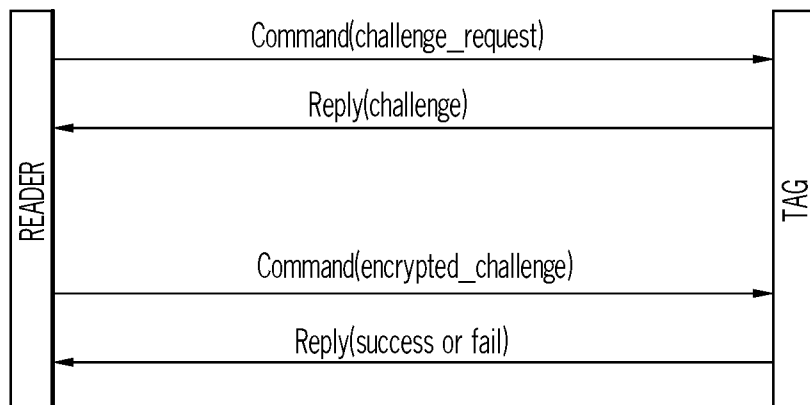 Command(challenge_request)
Reply(challenge)
READER
TAG
Command(encrypted_challenge)
Reply(success or fail)